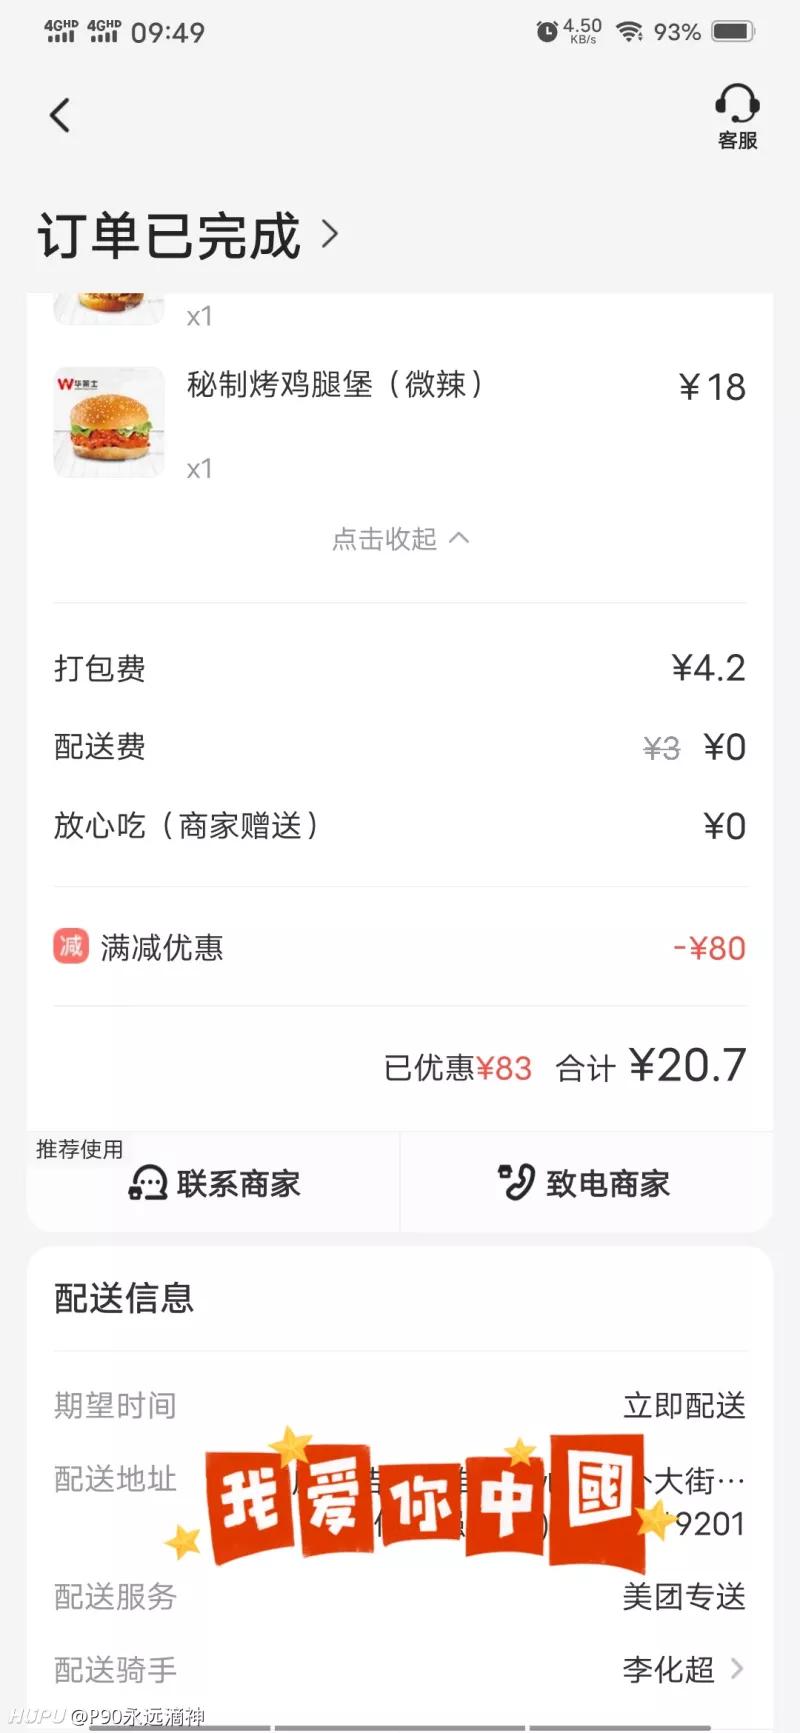 4GHD 4GHD 09:49 4.50 KB/s 93%
客服
订单已完成
x1
W华莱士
秘制烤鸡腿堡（微辣） ￥18
x1
点击收起
打包费 ¥4.2
配送费 ¥3 ¥0
放心吃（商家赠送） ¥0
减 满减优惠 -¥80
已优惠¥83 合计 ¥20.7
推荐使用
联系商家 致电商家
配送信息
期望时间 立即配送
配送地址 大街…
我爱你中國
9201
配送服务 美团专送
配送骑手 李化超
HUPU @P90永远滴神